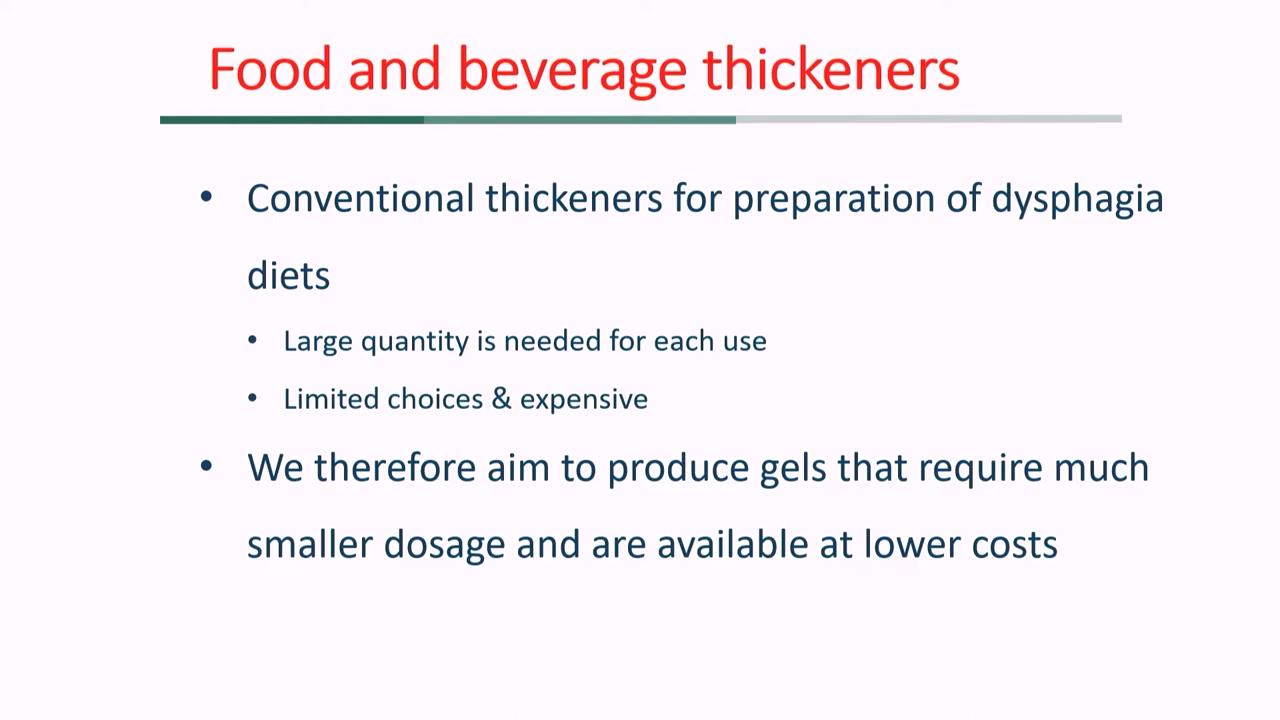 Food and beverage thickeners
• Conventional thickeners for preparation of dysphagia
diets
• Large quantity is needed for each use
• Limited choices & expensive
• We therefore aim to produce gels that require much
smaller dosage and are available at lower costs